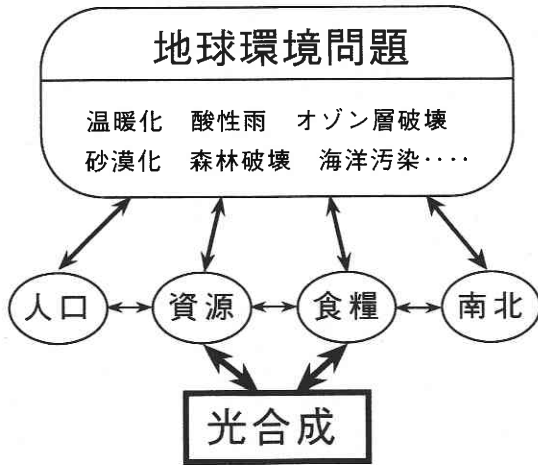 地球環境問題
温暖化 酸性雨 オゾン層破壊
砂漠化 森林破壊 海洋汚染‥‥
人口 資源 食糧 南北
光合成